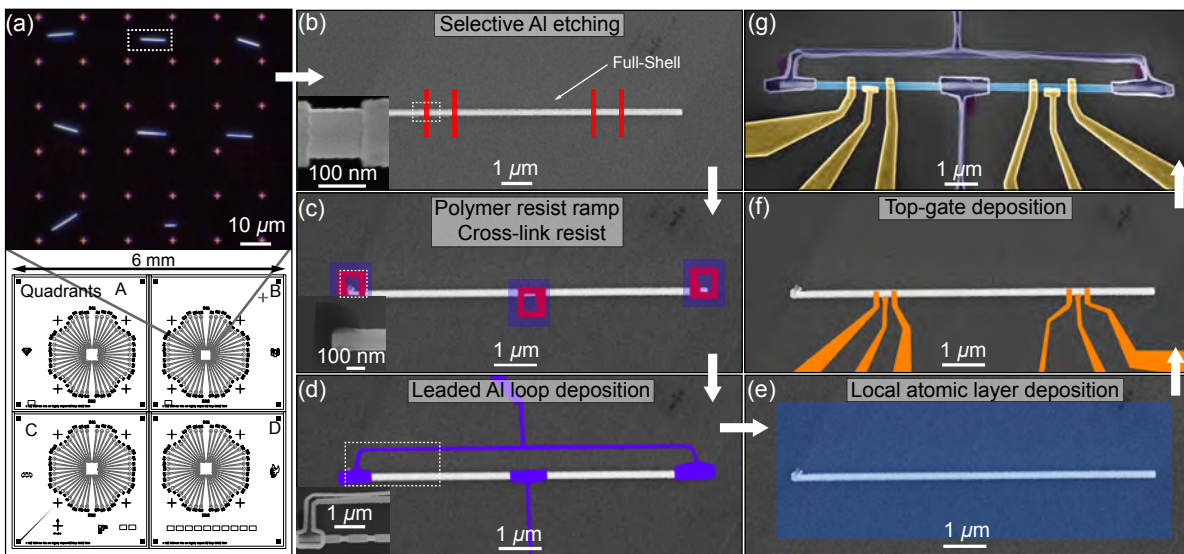 (a)
10 µm
6 mm
Quadrants
A
B
C
D
(b)
Selective Al etching
Full-Shell
100 nm
1 µm
(c)
Polymer resist ramp
Cross-link resist
100 nm
1 µm
(d)
Leaded Al loop deposition
1 µm
1 µm
(e)
Local atomic layer deposition
1 µm
(f)
Top-gate deposition
1 µm
(g)
1 µm